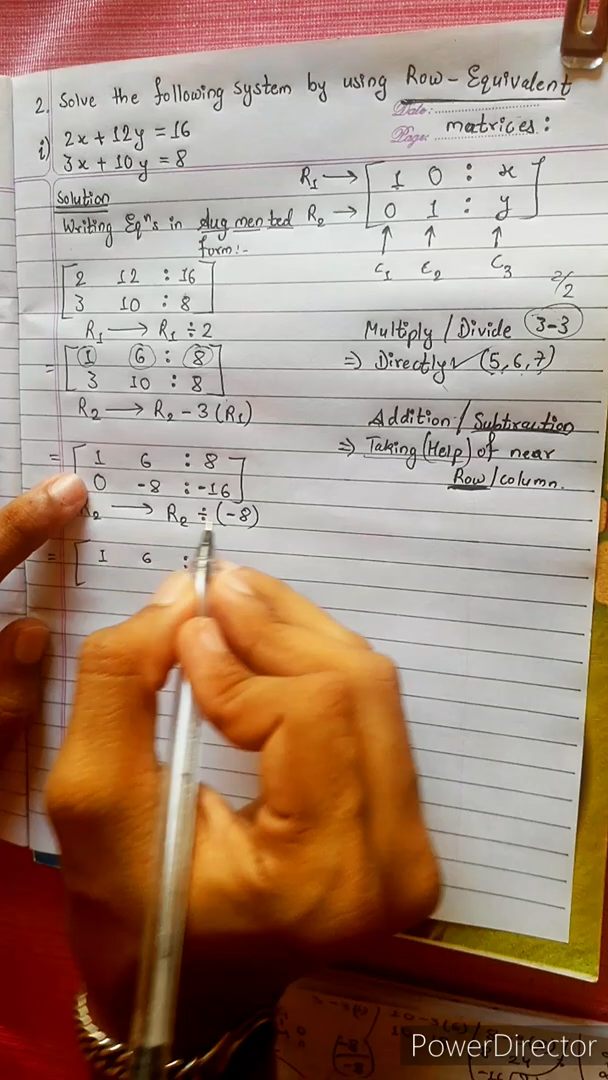 2. Solve the following system by using Row-Equivalent
Date:
Page: matrices:
i) 2x + 12y = 16
3x + 10y = 8
Solution
Writing Eqⁿs in Augmented
form:-
R₁ → [ 1 0 : x ]
R₂ → [ 0 1 : y ]
↑ ↑ ↑
C₁ C₂ C₃
2/2
[ 2 12 : 16 ]
[ 3 10 : 8 ]
R₁ → R₁ ÷ 2
= [ 1 6 : 8 ]
[ 3 10 : 8 ]
R₂ → R₂ - 3(R₁)
= [ 1 6 : 8 ]
[ 0 -8 : -16 ]
R₂ → R₂ ÷ (-8)
= [ 1 6 :
Multiply / Divide 3-3
⇒ Directly ✓ (5, 6, 7)
Addition / Subtraction
⇒ Taking (Help) of near
Row/column.
PowerDirector